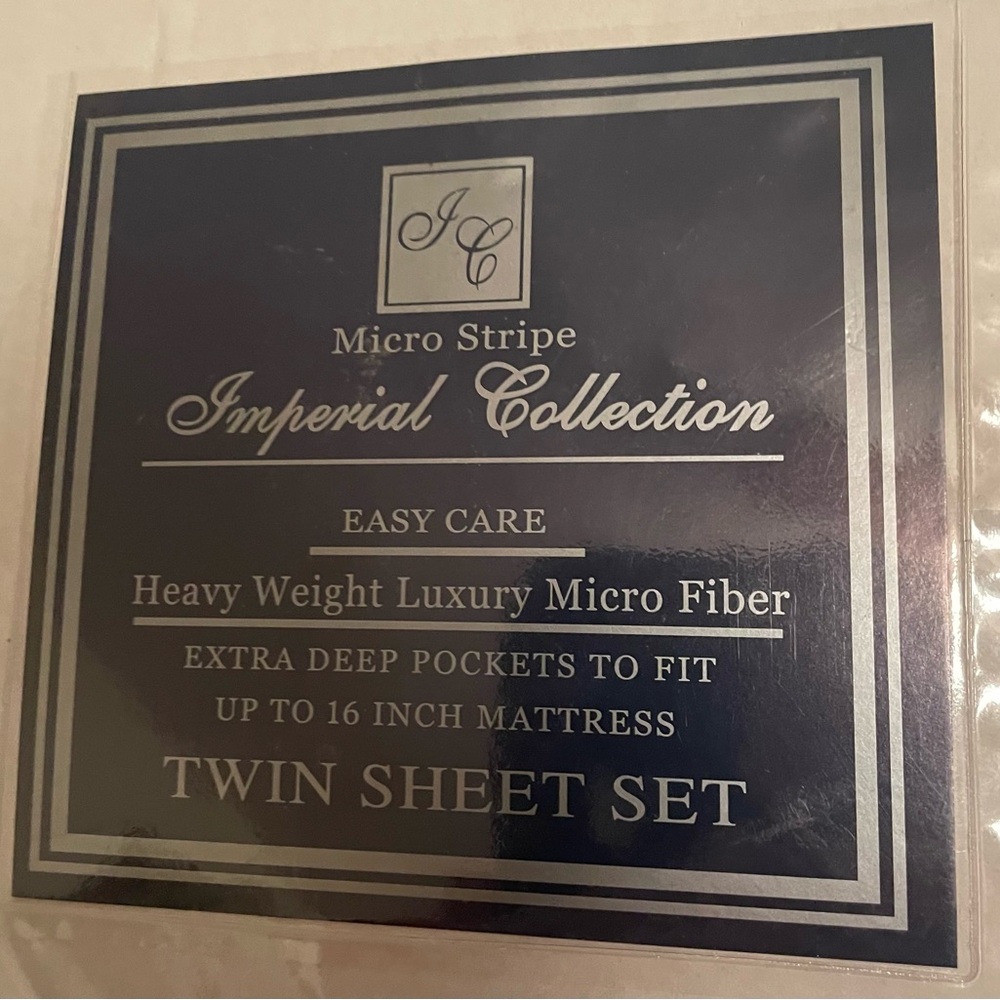 IC
Micro Stripe
Imperial Collection
EASY CARE
Heavy Weight Luxury Micro Fiber
EXTRA DEEP POCKETS TO FIT
UP TO 16 INCH MATTRESS
TWIN SHEET SET